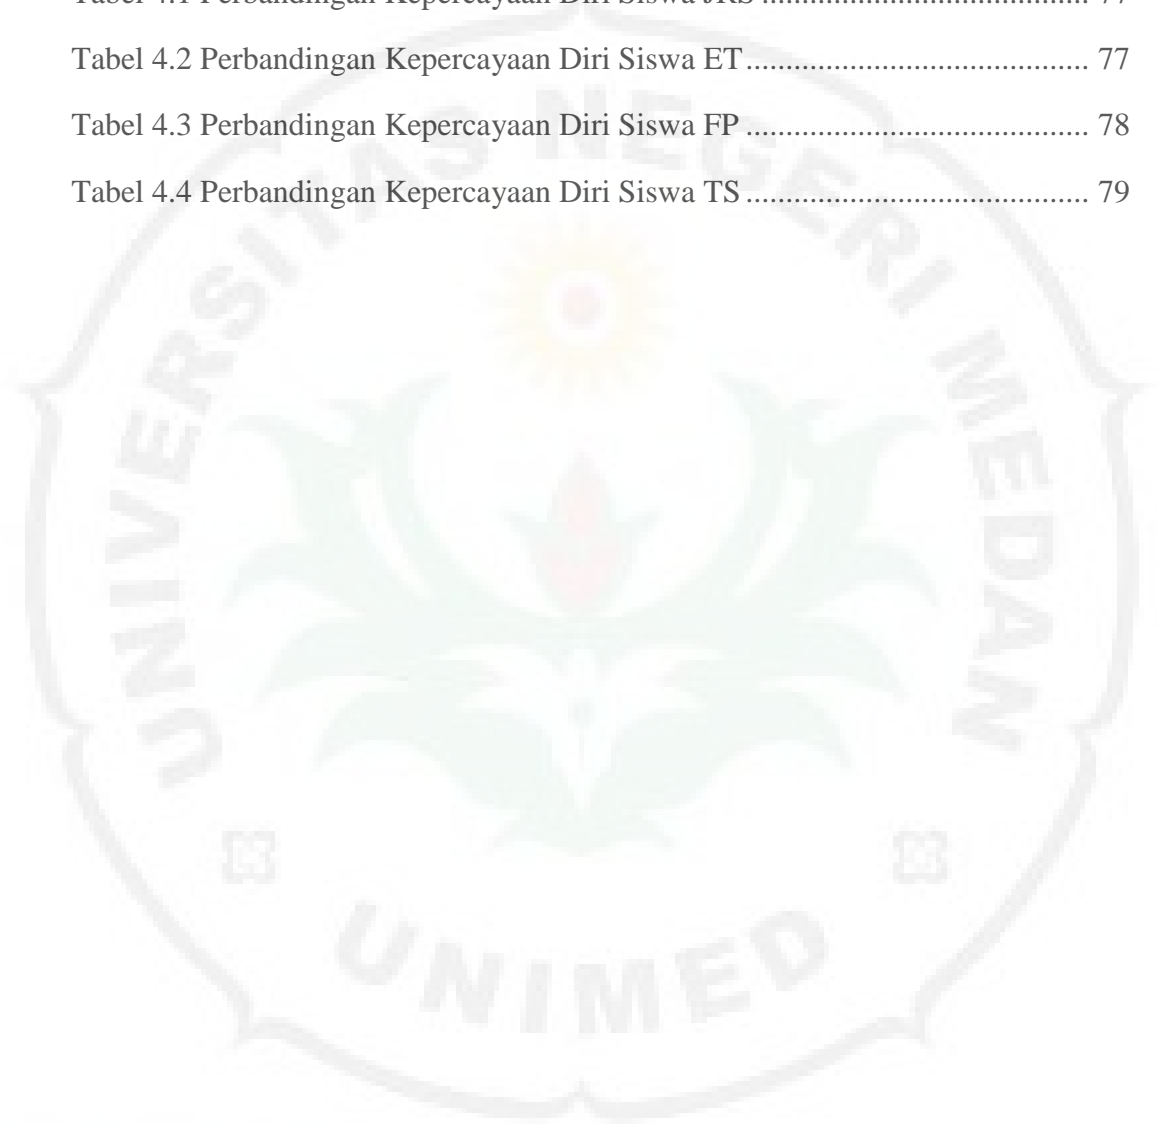 Tabel 4.1 Perbandingan Kepercayaan Diri Siswa JRS ......................................... 77
Tabel 4.2 Perbandingan Kepercayaan Diri Siswa ET ........................................... 77
Tabel 4.3 Perbandingan Kepercayaan Diri Siswa FP ........................................... 78
Tabel 4.4 Perbandingan Kepercayaan Diri Siswa TS ........................................... 79
UNIVERSITAS NEGERI MEDAN
UNIMED